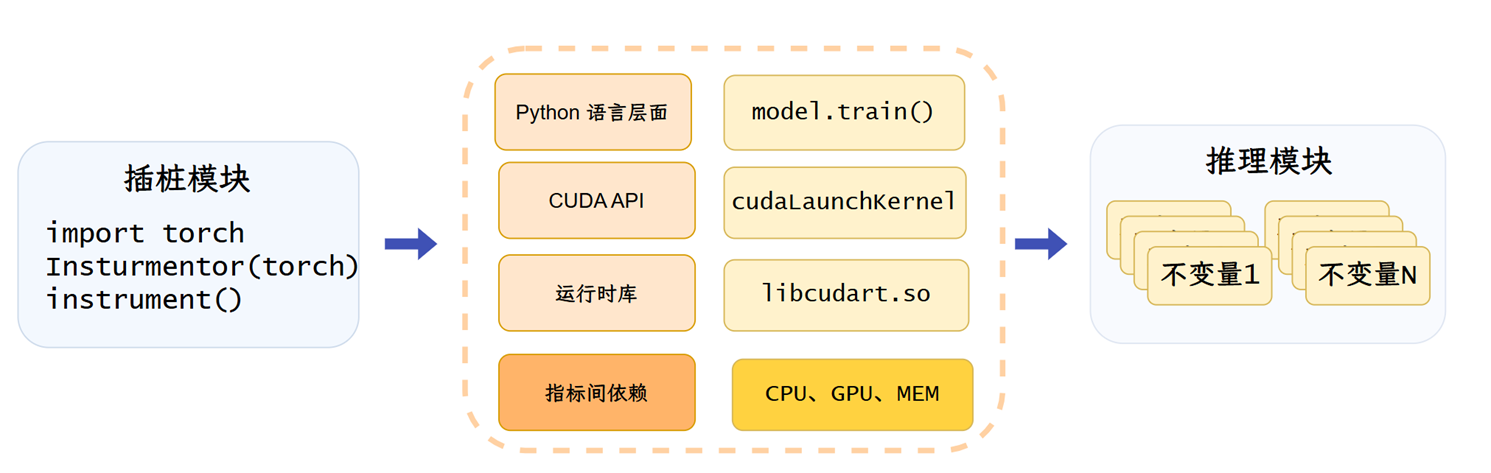 插桩模块
import torch
Insturmentor(torch)
instrument()
Python 语言层面
model.train()
CUDA API
cudaLaunchKernel
运行时库
libcudart.so
指标间依赖
CPU、GPU、MEM
推理模块
不变量1
不变量N